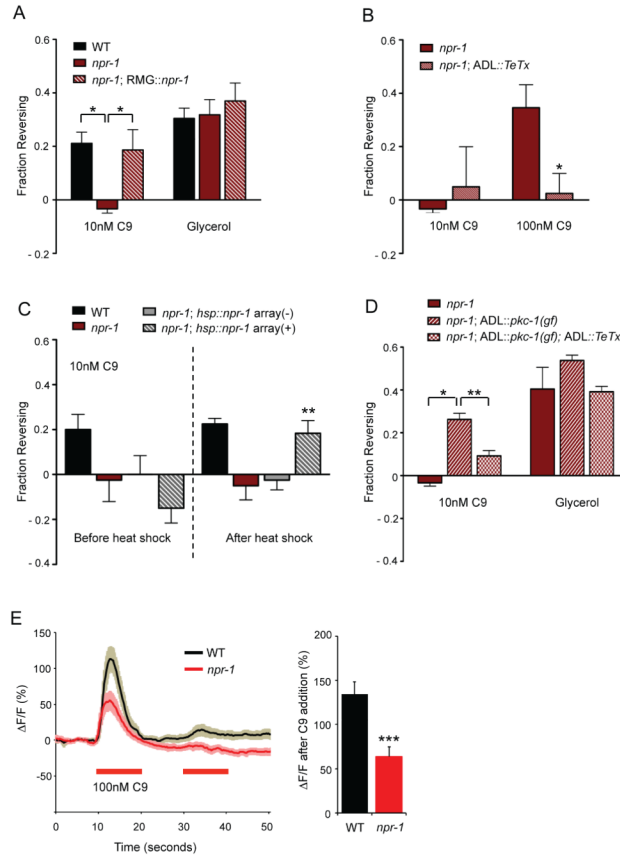 A
WT
npr-1
npr-1; RMG::npr-1
Fraction Reversing
0.6
0.4
0.2
0
- 0.2
* *
10nM C9 Glycerol
B
npr-1
npr-1; ADL::TeTx
Fraction Reversing
0.6
0.4
0.2
0
- 0.2
*
10nM C9 100nM C9
C
WT npr-1; hsp::npr-1 array(-)
npr-1 npr-1; hsp::npr-1 array(+)
10nM C9
Fraction Reversing
0.6
0.4
0.2
0
- 0.2
- 0.4
**
Before heat shock After heat shock
D
npr-1
npr-1; ADL::pkc-1(gf)
npr-1; ADL::pkc-1(gf); ADL::TeTx
Fraction Reversing
0.6
0.4
0.2
0
- 0.2
- 0.4
* **
10nM C9 Glycerol
E
WT
npr-1
ΔF/F (%)
150
100
50
0
-50
100nM C9
0 10 20 30 40 50
Time (seconds)
ΔF/F after C9 addition (%)
200
150
100
50
0
***
WT npr-1